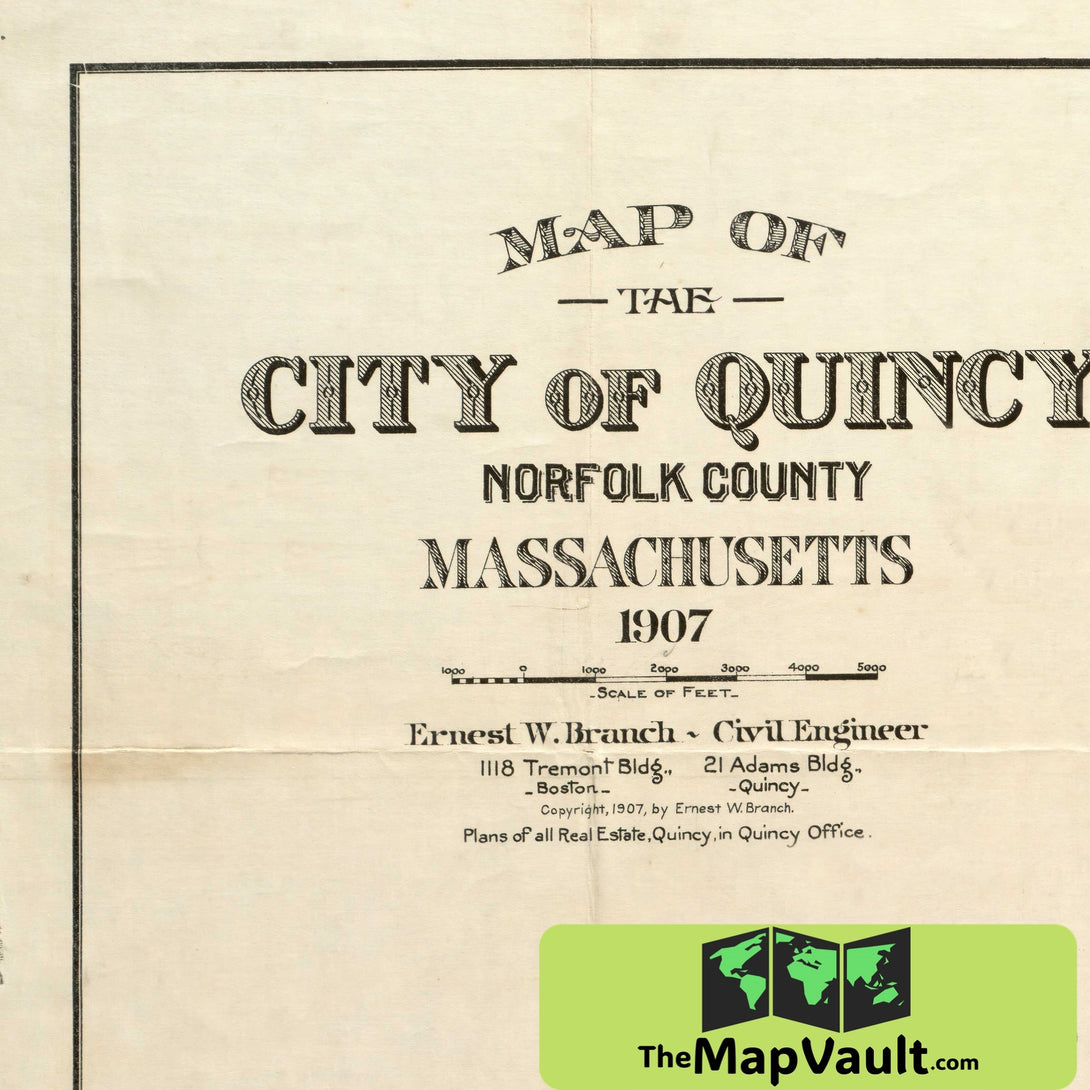 MAP OF
— THE —
CITY OF QUINCY
NORFOLK COUNTY
MASSACHUSETTS
1907
1000 0 1000 2000 3000 4000 5000
-SCALE OF FEET-
Ernest W. Branch ~ Civil Engineer
1118 Tremont Bldg., 21 Adams Bldg.,
-Boston- -Quincy-
Copyright, 1907, by Ernest W. Branch.
Plans of all Real Estate, Quincy, in Quincy Office.
TheMapVault.com